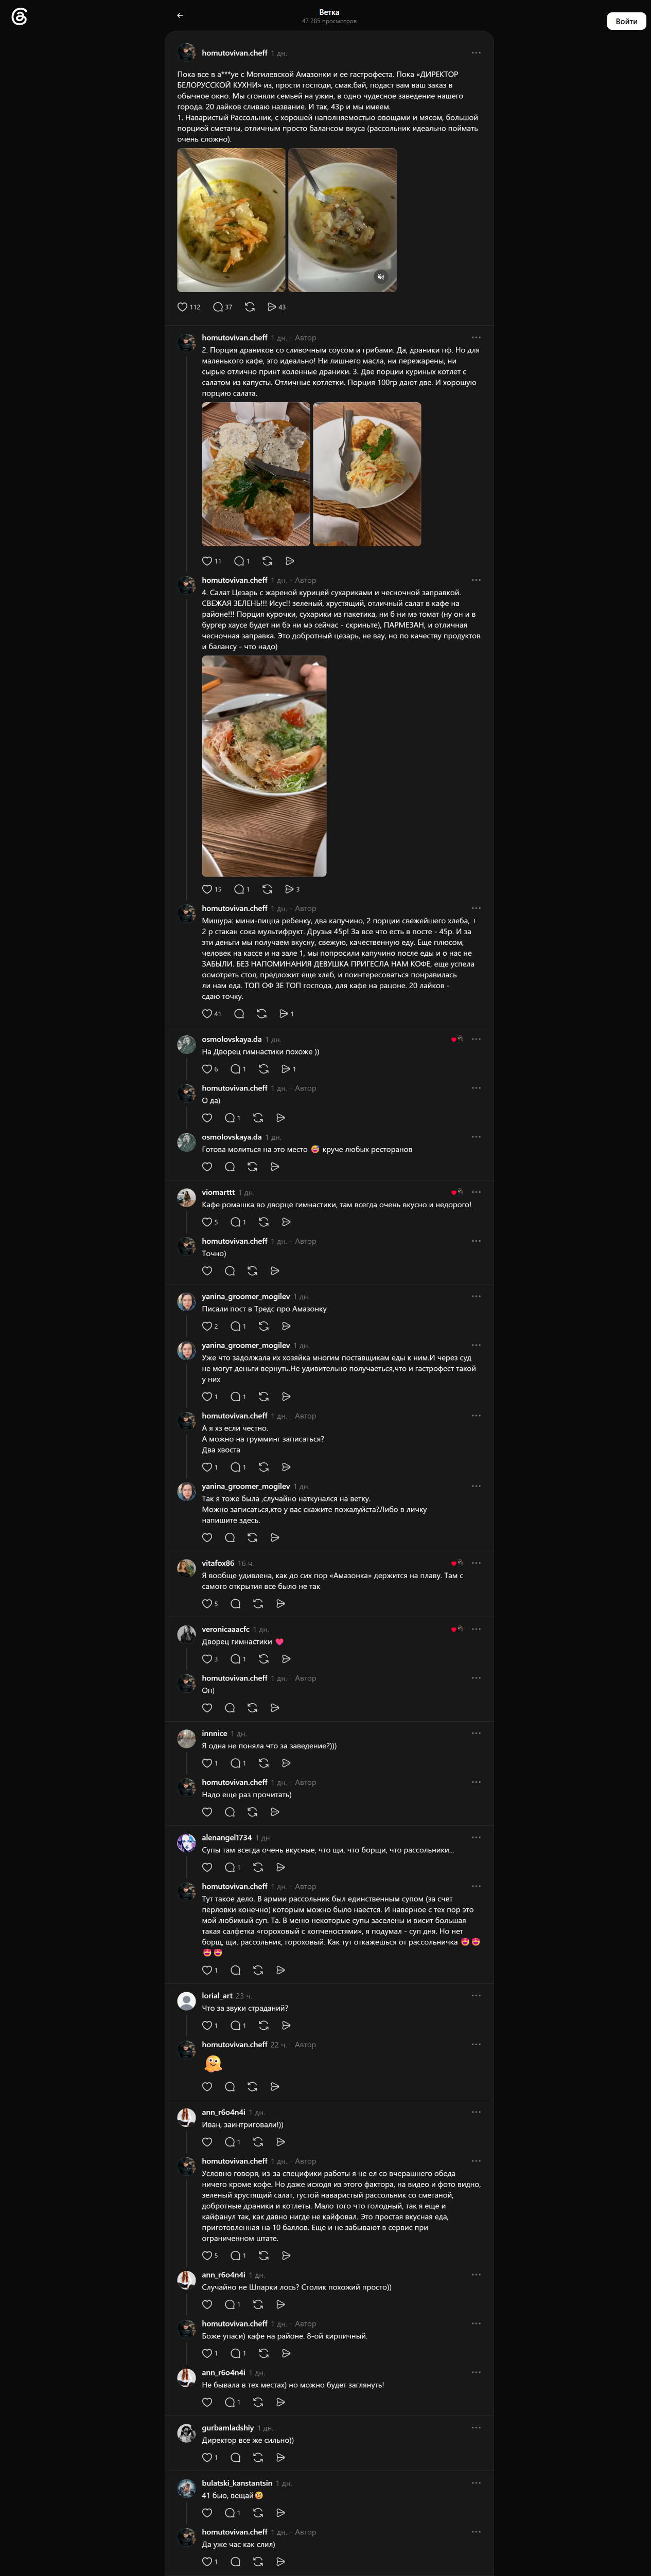 Ветка
47 285 просмотров
Войти
homutovivan.cheff 1 дн.
Пока все в а***уе с Могилевской Амазонки и ее гастрофеста. Пока «ДИРЕКТОР
БЕЛОРУССКОЙ КУХНИ» из, прости господи, смак.бай, подаст вам ваш заказ в
обычное окно. Мы сгоняли семьей на ужин, в одно чудесное заведение нашего
города. 20 лайков сливаю название. И так, 43р и мы имеем.
1. Наваристый Рассольник, с хорошей наполняемостью овощами и мясом, большой
порцией сметаны, отличным просто балансом вкуса (рассольник идеально поймать
очень сложно).
112 37 43
homutovivan.cheff 1 дн. · Автор
2. Порция драников со сливочным соусом и грибами. Да, драники пф. Но для
маленького кафе, это идеально! Ни лишнего масла, ни пережарены, ни
сырые отлично принт коленные драники. 3. Две порции куриных котлет с
салатом из капусты. Отличные котлетки. Порция 100гр дают две. И хорошую
порцию салата.
11 1
homutovivan.cheff 1 дн. · Автор
4. Салат Цезарь с жареной курицей сухариками и чесночной заправкой.
СВЕЖАЯ ЗЕЛЕНЬ!!! Исус!! зеленый, хрустящий, отличный салат в кафе на
районе!!! Порция курочки, сухарики из пакетика, ни б ни мэ томат (ну он и в
бургер хаусе будет ни бэ ни мэ сейчас - скриньте), ПАРМЕЗАН, и отличная
чесночная заправка. Это добротный цезарь, не вау, но по качеству продуктов
и балансу - что надо)
15 1 3
homutovivan.cheff 1 дн. · Автор
Мишура: мини-пицца ребенку, два капучино, 2 порции свежейшего хлеба, +
2 р стакан сока мультифрукт. Друзья 45р! За все что есть в посте - 45р. И за
эти деньги мы получаем вкусну, свежую, качественную еду. Еще плюссом,
человек на кассе и на зале 1, мы попросили капучино после еды и о нас не
ЗАБЫЛИ. БЕЗ НАПОМИНАНИЯ ДЕВУШКА ПРИГЕСЛА НАМ КОФЕ, еще успела
осмотреть стол, предложит еще хлеб, и поинтересоваться понравилась
ли нам еда. ТОП ОФ ЗЕ ТОП господа, для кафе на рацоне. 20 лайков -
сдаю точку.
41 1
osmolovskaya.da 1 дн.
На Дворец гимнастики похоже ))
6 1 1
homutovivan.cheff 1 дн. · Автор
О да)
1
osmolovskaya.da 1 дн.
Готова молиться на это место 🥳 круче любых ресторанов
viomarttt 1 дн.
Кафе ромашка во дворце гимнастики, там всегда очень вкусно и недорого!
5 1
homutovivan.cheff 1 дн. · Автор
Точно)
yanina_groomer_mogilev 1 дн.
Писали пост в Тредс про Амазонку
2 1
yanina_groomer_mogilev 1 дн.
Уже что задолжала их хозяйка многим поставщикам еды к ним.И через суд
не могут деньги вернуть.Не удивительно получаеться,что и гастрофест такой
у них
1 1
homutovivan.cheff 1 дн. · Автор
А я хз если честно.
А можно на грумминг записаться?
Два хвоста
1 1
yanina_groomer_mogilev 1 дн.
Так я тоже была ,случайно наткунался на ветку.
Можно записаться,кто у вас скажите пожалуйста?Либо в личку
напишите здесь.
vitafox86 16 ч.
Я вообще удивлена, как до сих пор «Амазонка» держится на плаву. Там с
самого открытия все было не так
5
veronicaaacfc 1 дн.
Дворец гимнастики 💗
3 1
homutovivan.cheff 1 дн. · Автор
Он)
innnice 1 дн.
Я одна не поняла что за заведение?)))
1 1
homutovivan.cheff 1 дн. · Автор
Надо еще раз прочитать)
alenangel1734 1 дн.
Супы там всегда очень вкусные, что щи, что борщи, что рассольники...
1
homutovivan.cheff 1 дн. · Автор
Тут такое дело. В армии рассольник был единственным супом (за счет
перловки конечно) которым можно было наестся. И наверное с тех пор это
мой любимый суп. Та. В меню некоторые супы заселены и висит большая
такая салфетка «гороховый с копченостями», я подумал - суп дня. Но нет
борщ, щи, рассольник, гороховый. Как тут откажешься от рассольничка 😍😍
😍😍
1
lorial_art 23 ч.
Что за звуки страданий?
1 1
homutovivan.cheff 22 ч. · Автор
🫠
ann_r6o4n4i 1 дн.
Иван, заинтриговали!))
1
homutovivan.cheff 1 дн. · Автор
Условно говоря, из-за специфики работы я не ел со вчерашнего обеда
ничего кроме кофе. Но даже исходя из этого фактора, на видео и фото видно,
зеленый хрустящий салат, густой наваристый рассольник со сметаной,
добротные драники и котлеты. Мало того что голодный, так я еще и
кайфанул так, как давно нигде не кайфовал. Это простая вкусная еда,
приготовленная на 10 баллов. Еще и не забывают в сервис при
ограниченном штате.
5 1
ann_r6o4n4i 1 дн.
Случайно не Шпарки лось? Столик похожий просто))
1
homutovivan.cheff 1 дн. · Автор
Боже упаси) кафе на районе. 8-ой кирпичный.
1 1
ann_r6o4n4i 1 дн.
Не бывала в тех местах) но можно будет заглянуть!
1
gurbamladshiy 1 дн.
Директор все же сильно))
1
bulatski_kanstantsin 1 дн.
41 быо, вещай😅
1
homutovivan.cheff 1 дн. · Автор
Да уже час как слил)
1